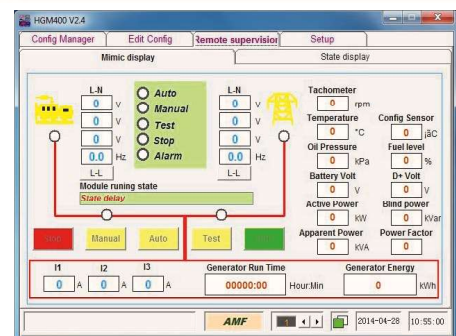 HGM400 V2.4
Config Manager Edit Config Remote supervision Setup
Mimic display State display
L-N
0 V
0 V
0 V
0.0 Hz
L-L
Auto
Manual
Test
Stop
Alarm
L-N
0 V
0 V
0 V
0.0 Hz
L-L
Module runing state
State delay
Tachometer
0 rpm
Temperature Config Sensor
0 °C 0 ¡ãC
Oil Pressure Fuel level
0 kPa 0 %
Battery Volt D+ Volt
0 V 0 V
Active Power Blind power
0 kW 0 kVar
Apparent Power Power Factor
0 kVA 0
Stop Manual Auto Test
I1 I2 I3 Generator Run Time Generator Energy
0 A 0 A 0 A 00000:00 Hour:Min 0 kWh
AMF 1 2014-04-28 10:55:00